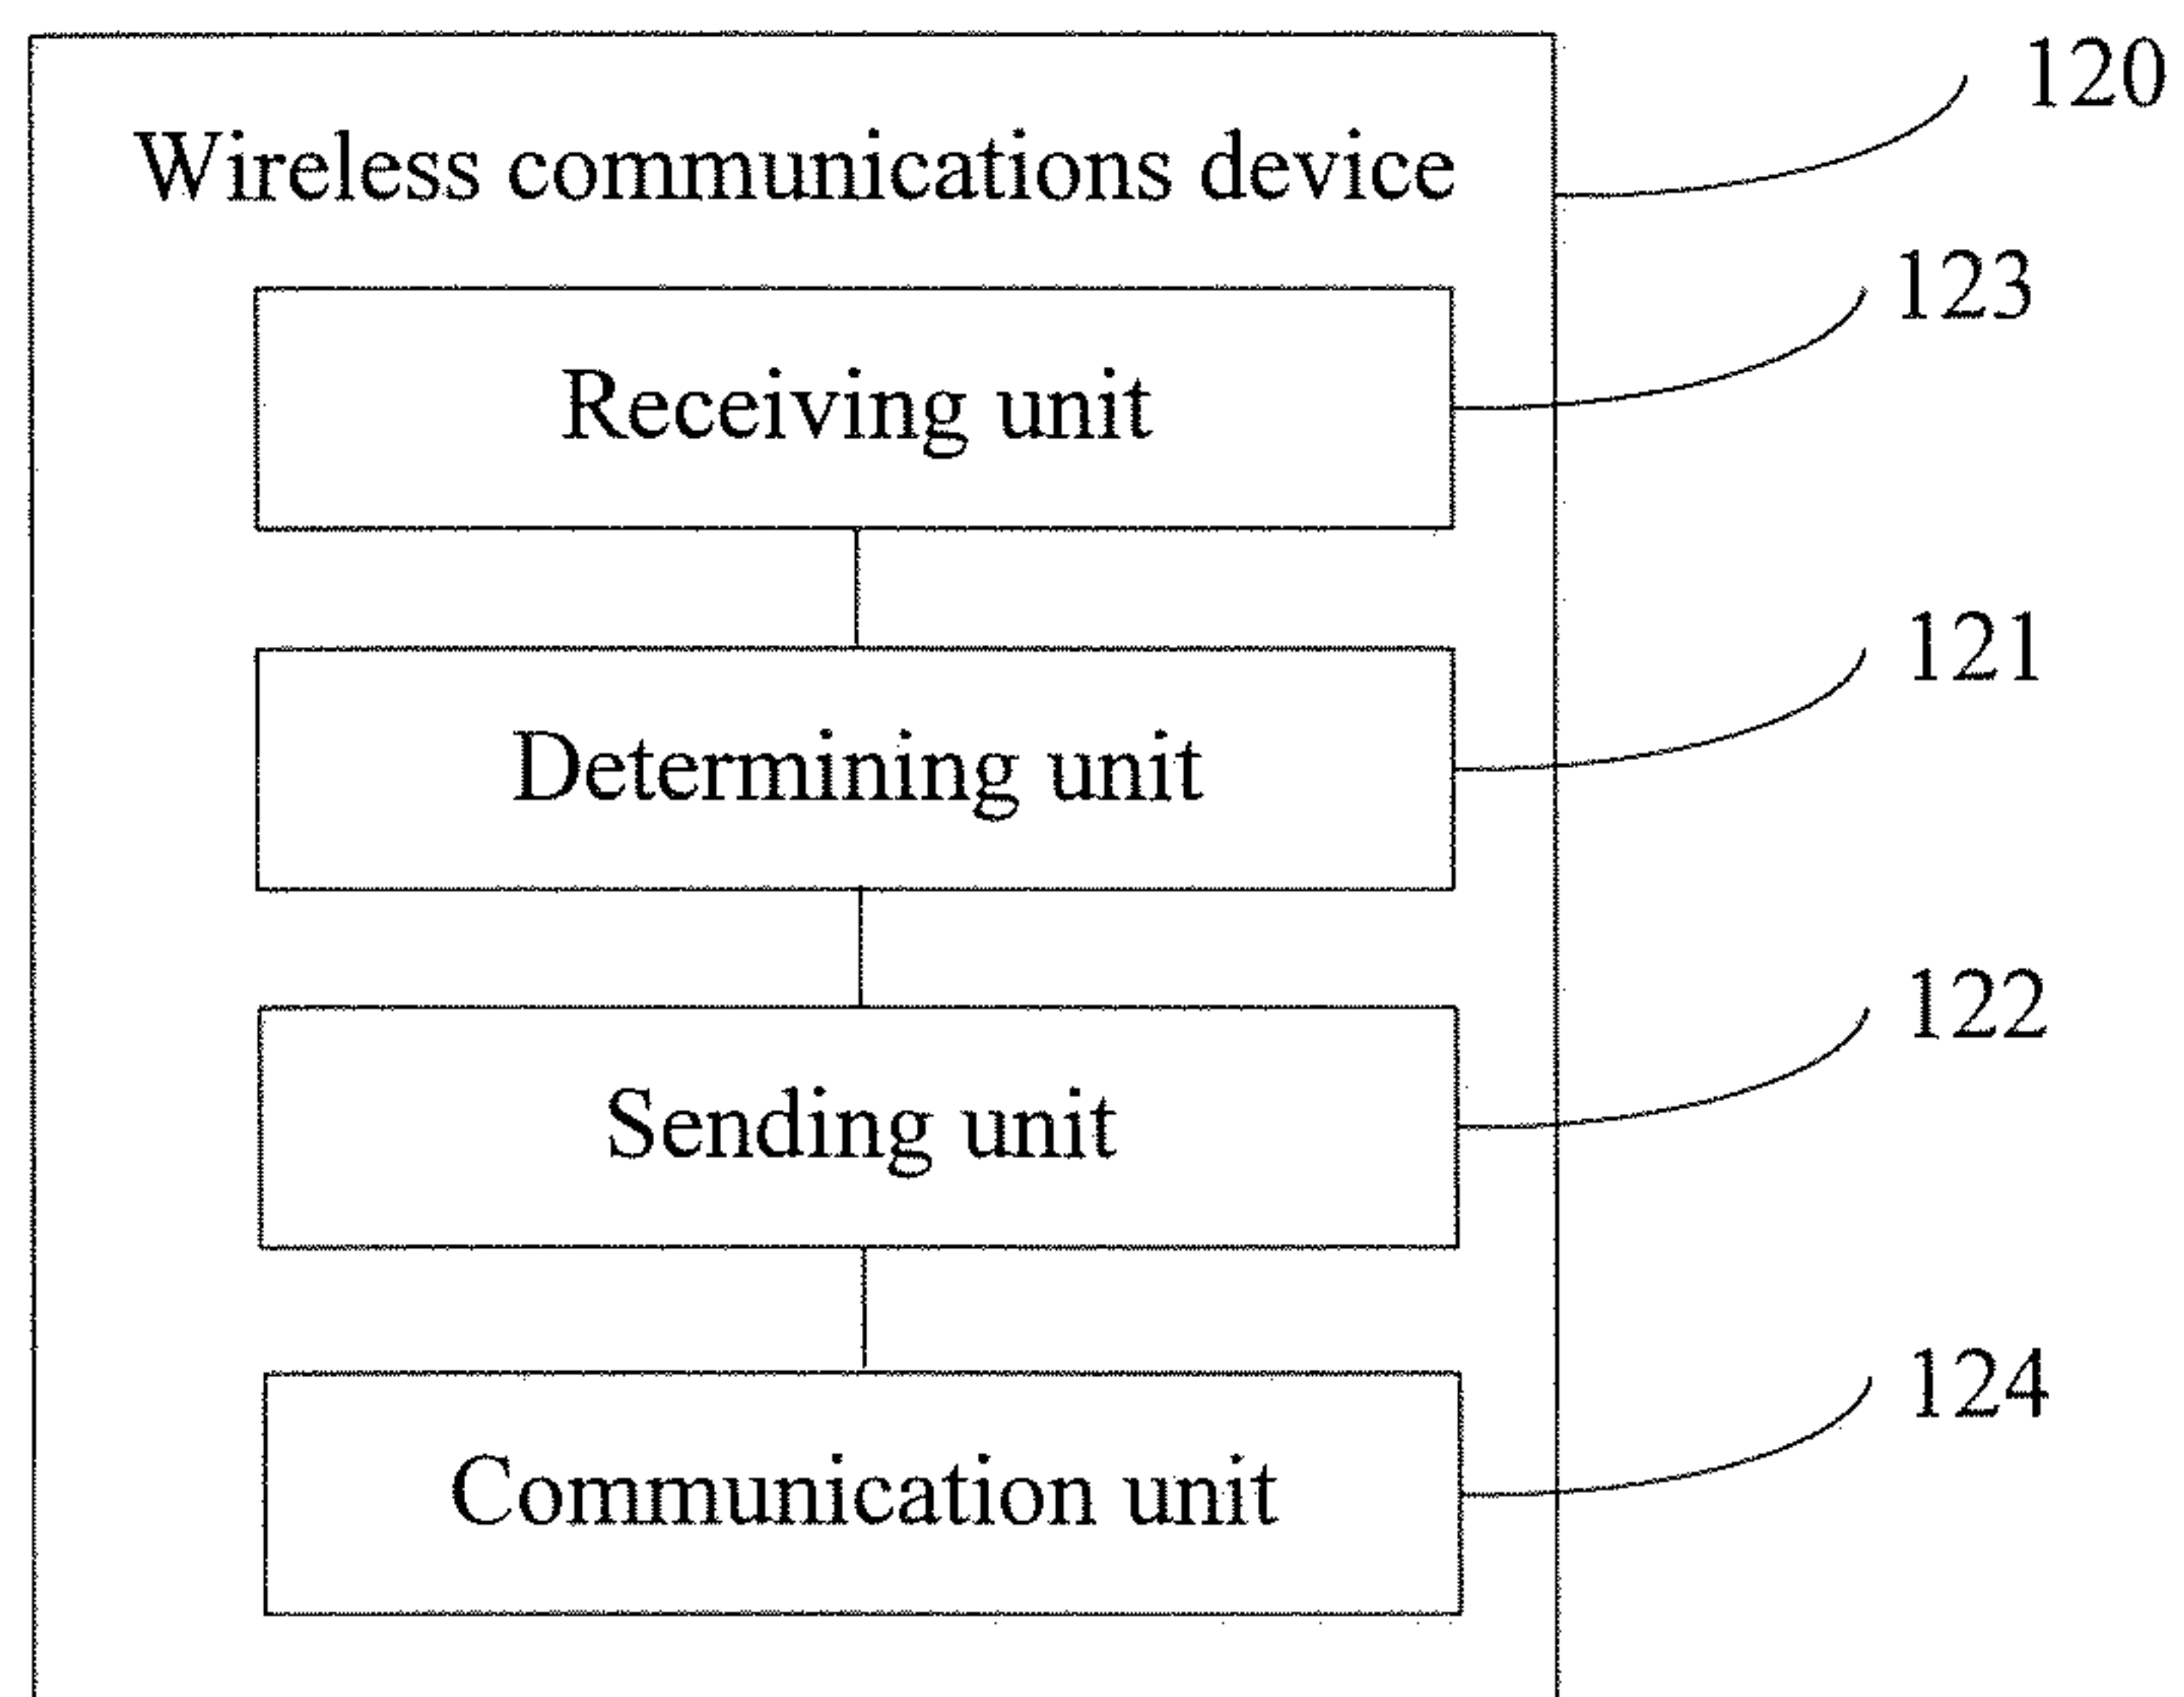 120
Wireless communications device
123
Receiving unit
121
Determining unit
122
Sending unit
124
Communication unit